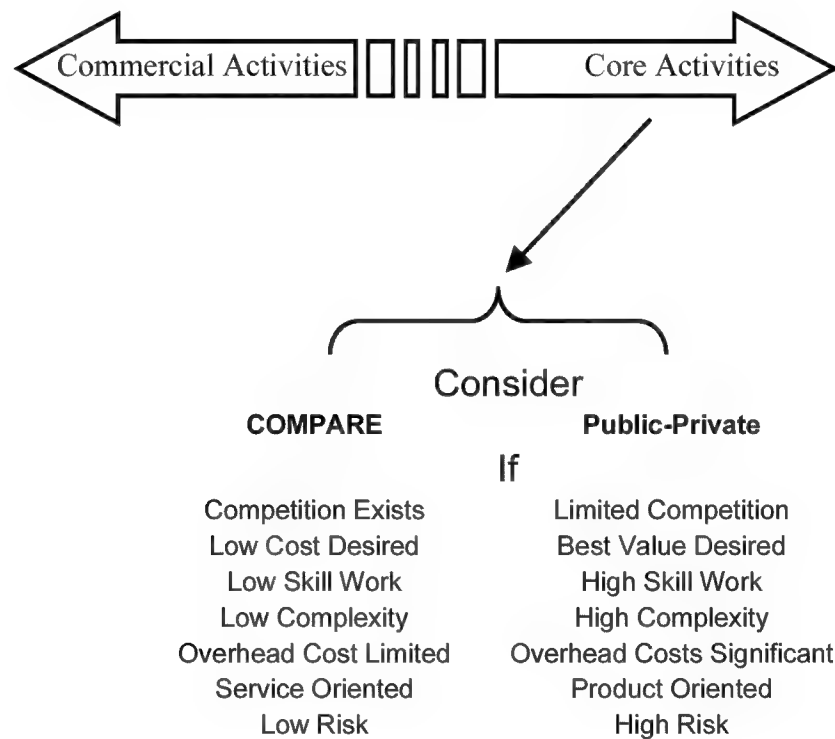 Commercial Activities Core Activities
Consider
COMPARE Public-Private
If
Competition Exists Limited Competition
Low Cost Desired Best Value Desired
Low Skill Work High Skill Work
Low Complexity High Complexity
Overhead Cost Limited Overhead Costs Significant
Service Oriented Product Oriented
Low Risk High Risk